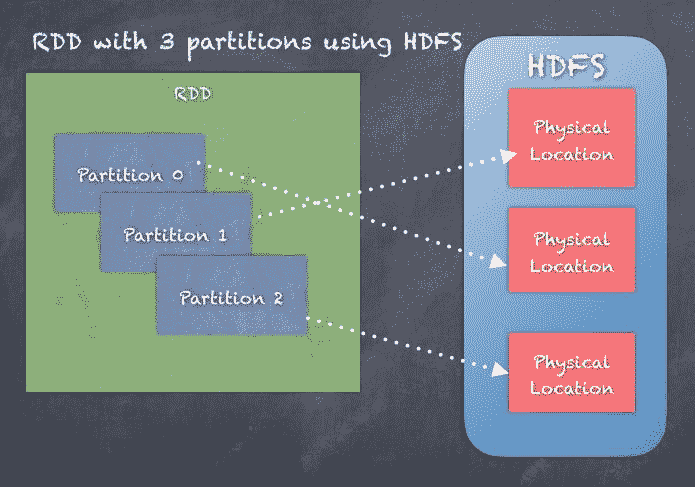 RDD with 3 partitions using HDFS
RDD
Partition 0
Partition 1
Partition 2
HDFS
Physical
Location
Physical
Location
Physical
Location